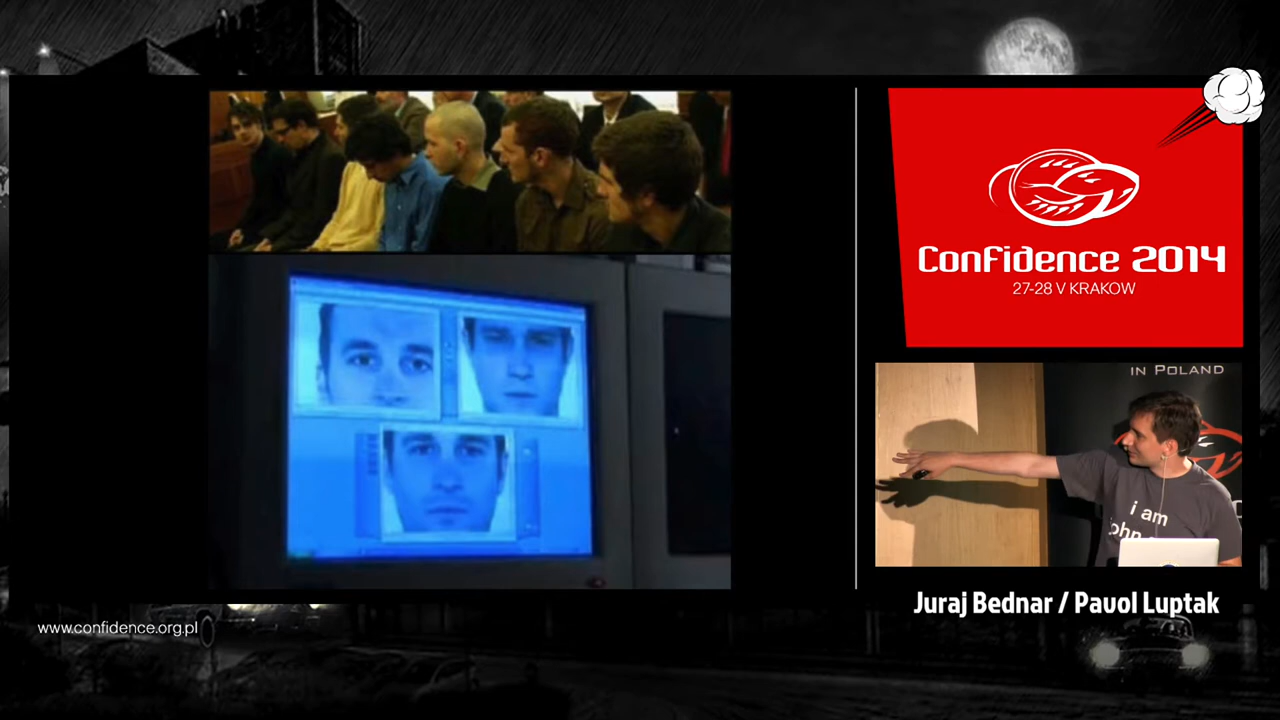 Confidence 2014
27-28 V KRAKOW
IN POLAND
i am
Juraj Bednar / Pavol Luptak
www.confidence.org.pl